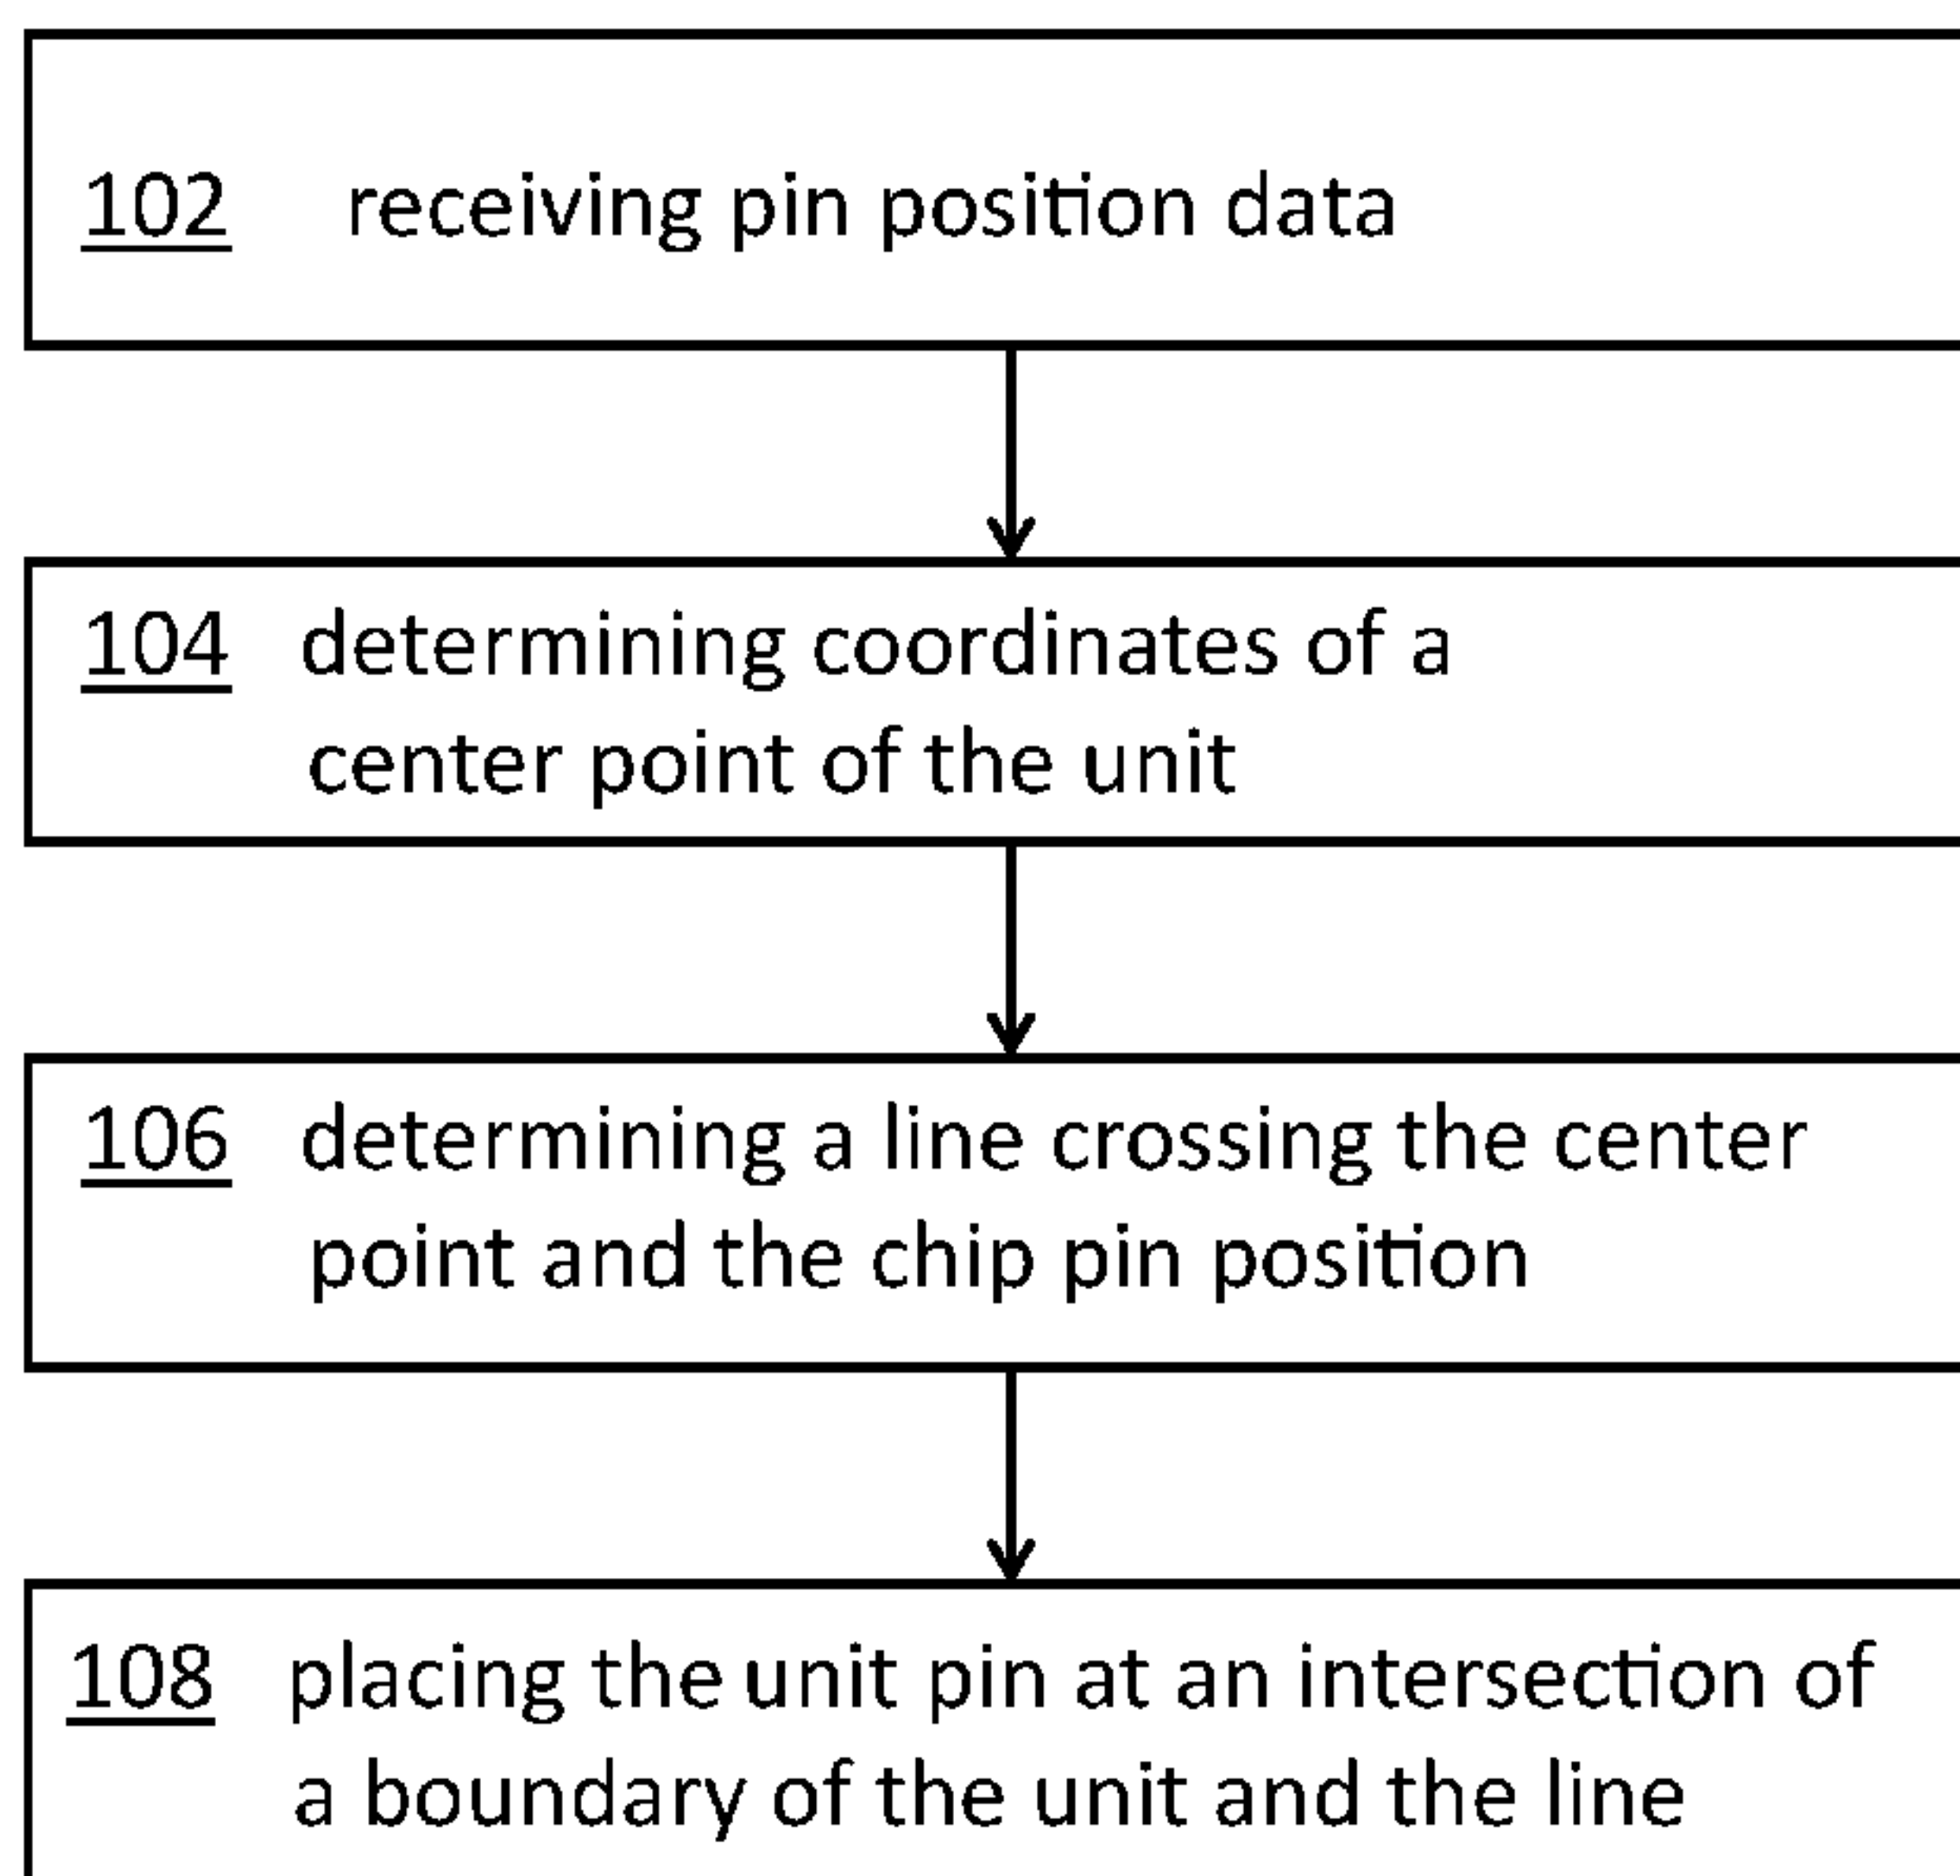 102 receiving pin position data
104 determining coordinates of a
center point of the unit
106 determining a line crossing the center
point and the chip pin position
108 placing the unit pin at an intersection of
a boundary of the unit and the line